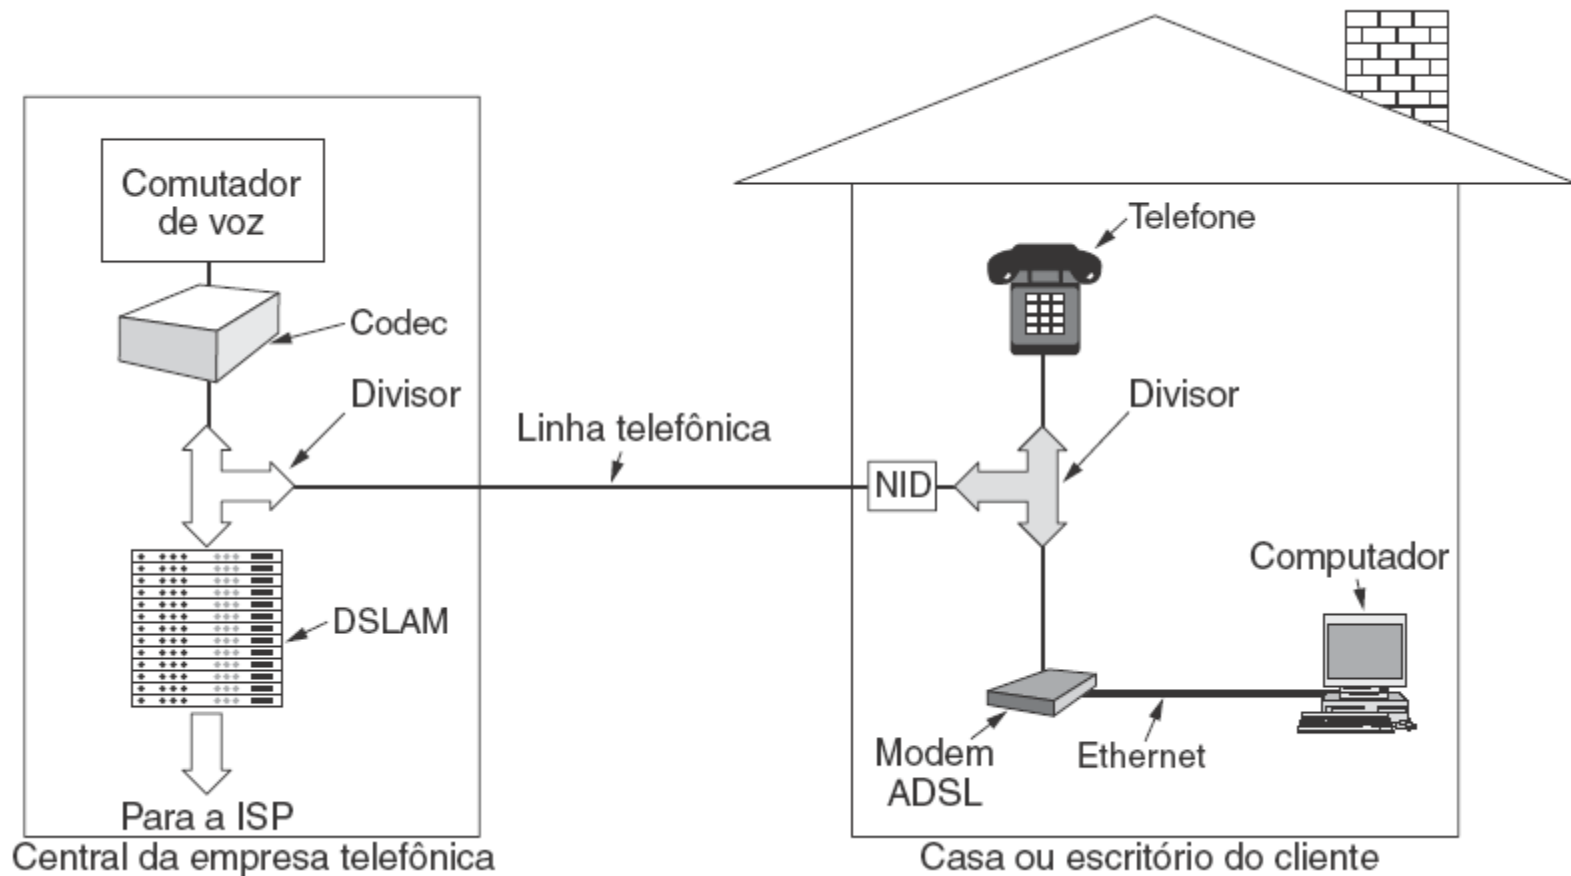 Comutador
de voz
Codec
Divisor
DSLAM
Para a ISP
Central da empresa telefônica
Linha telefônica
NID
Telefone
Divisor
Computador
Modem
ADSL
Ethernet
Casa ou escritório do cliente